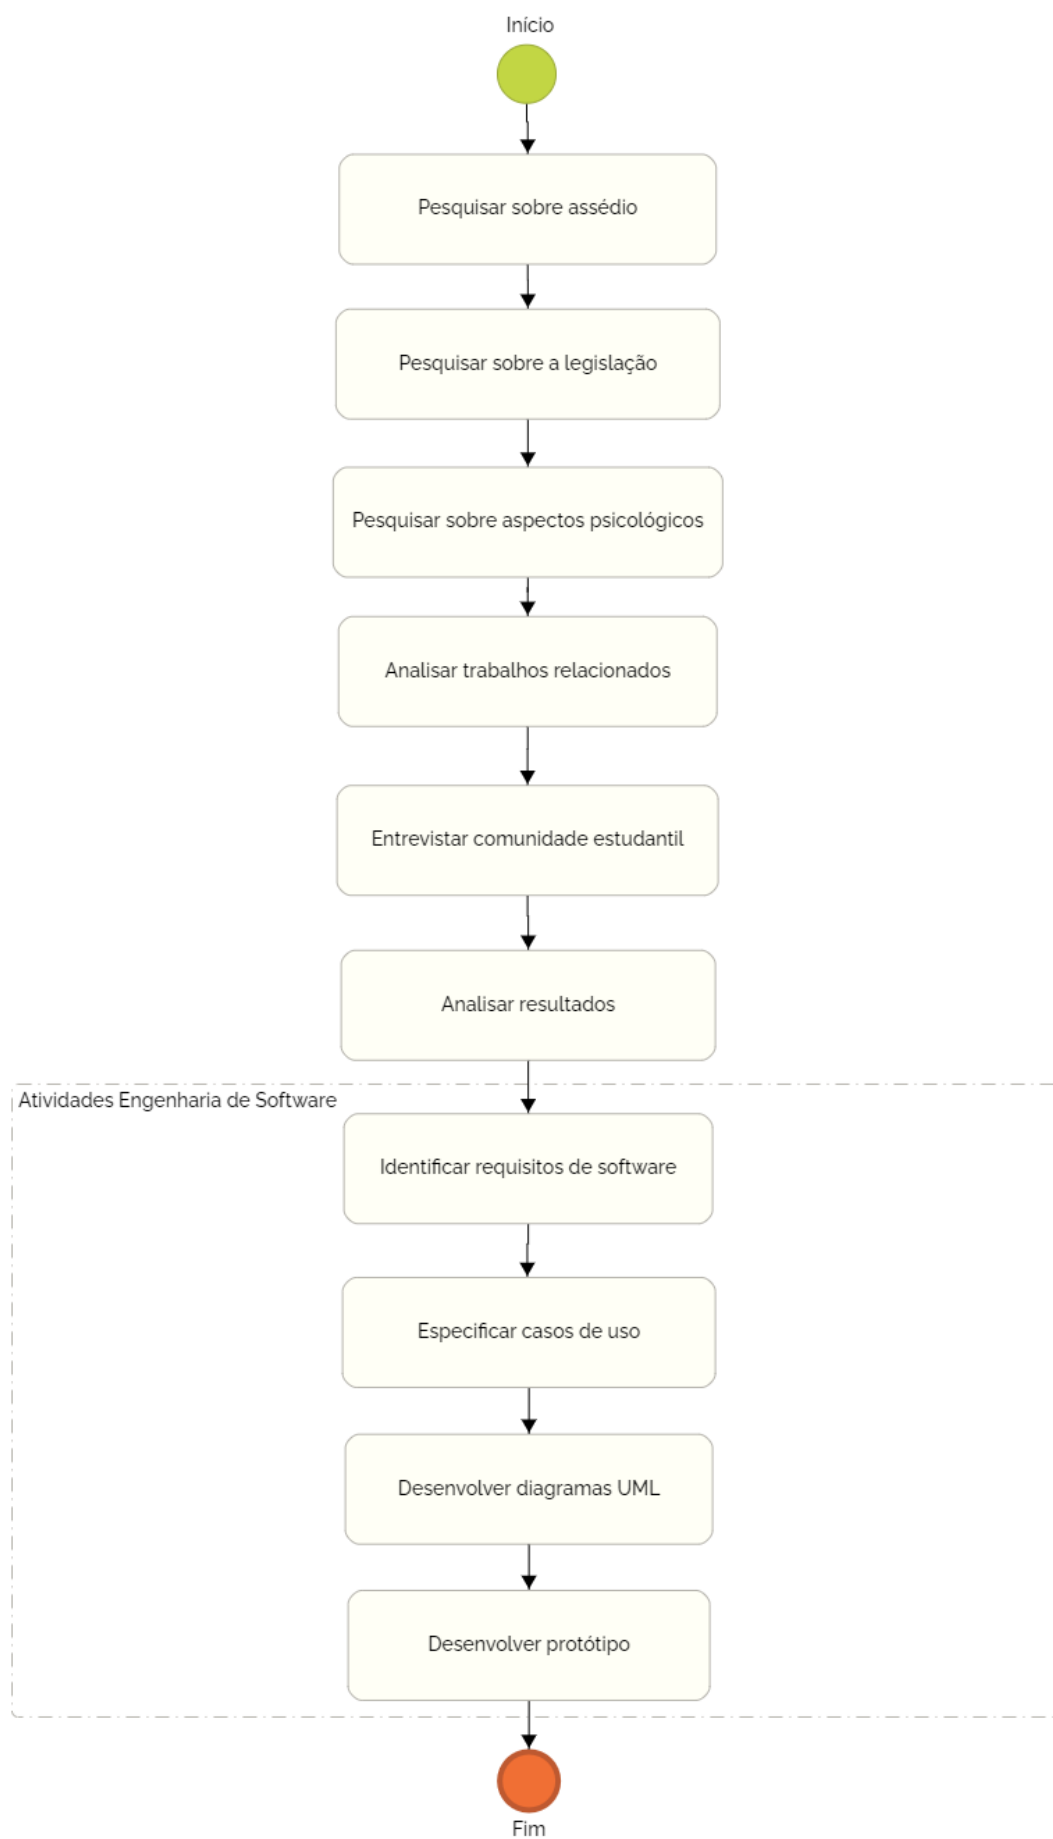 Início
Pesquisar sobre assédio
Pesquisar sobre a legislação
Pesquisar sobre aspectos psicológicos
Analisar trabalhos relacionados
Entrevistar comunidade estudantil
Analisar resultados
Atividades Engenharia de Software
Identificar requisitos de software
Especificar casos de uso
Desenvolver diagramas UML
Desenvolver protótipo
Fim